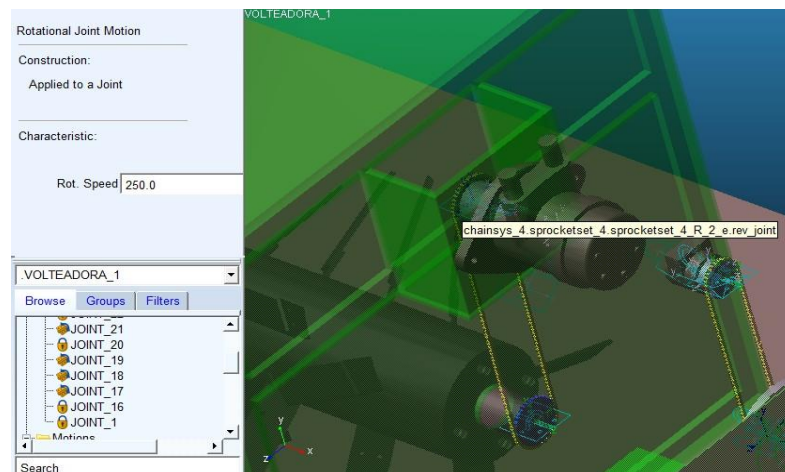 Rotational Joint Motion
Construction:
Applied to a Joint
Characteristic:
Rot. Speed 250.0
.VOLTEADORA_1
Browse Groups Filters
JOINT_21
JOINT_20
JOINT_19
JOINT_18
JOINT_17
JOINT_16
JOINT_1
Motions
Search
VOLTEADORA_1
chainsys_4.sprocketset_4.sprocketset_4_R_2_e.rev_joint
y
x
z